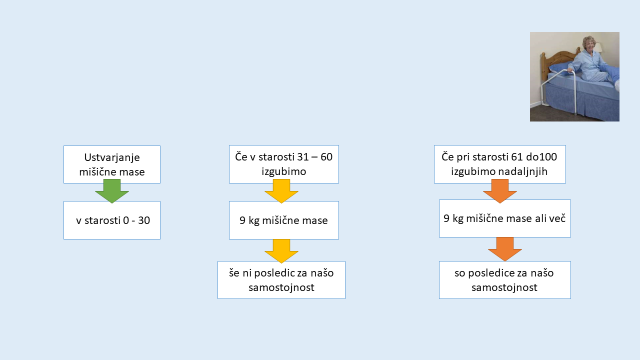 Ustvarjanje
mišične mase
v starosti 0 - 30
Če v starosti 31 – 60
izgubimo
9 kg mišične mase
še ni posledic za našo
samostojnost
Če pri starosti 61 do100
izgubimo nadaljnjih
9 kg mišične mase ali več
so posledice za našo
samostojnost